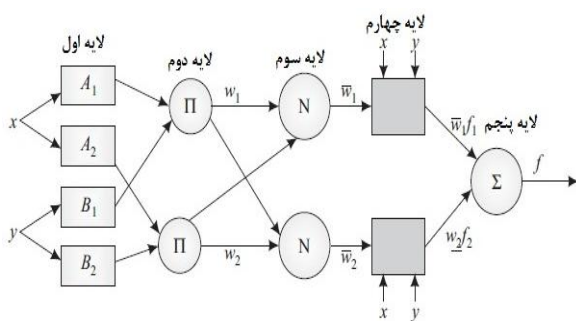 لایه اول
لایه دوم
لایه سوم
لایه چهارم
لایه پنجم
x y
A₁
A₂
B₁
B₂
x
y
Π
Π
w₁
w₂
N
N
w̅₁
w̅₂
w̅₁f₁
w̲₂f₂
Σ
f
x y